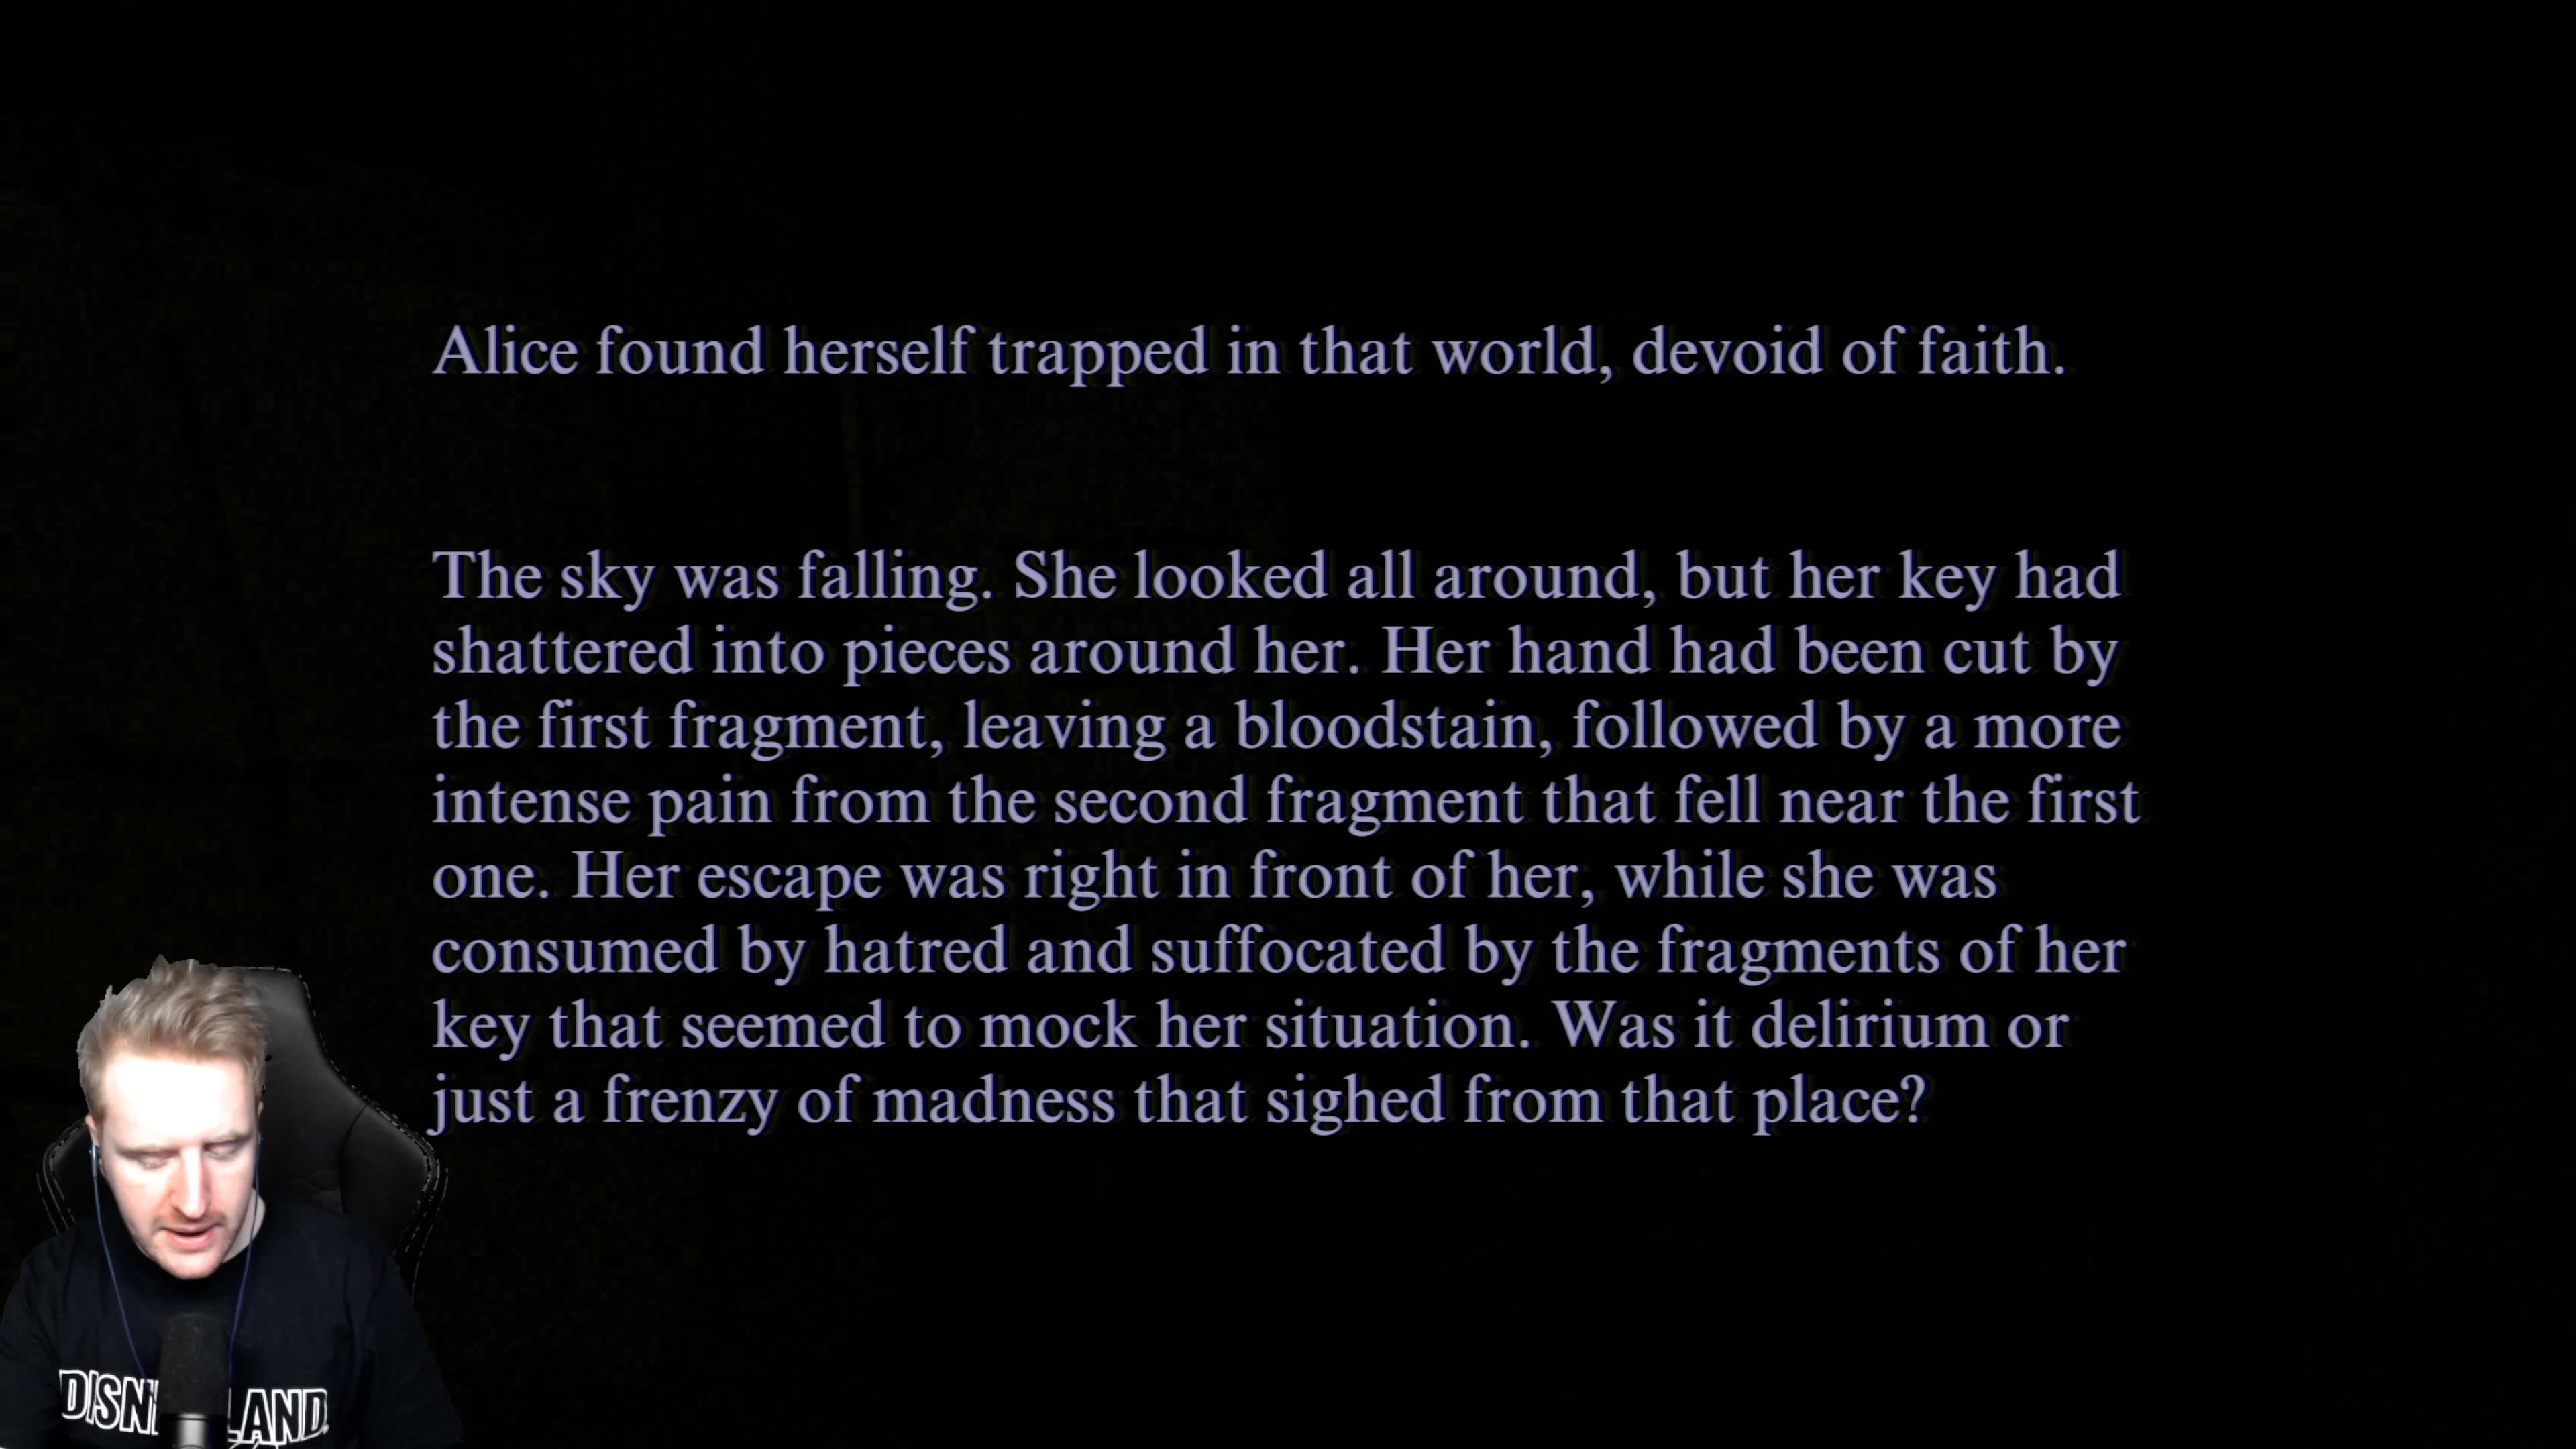 Alice found herself trapped in that world, devoid of faith.
The sky was falling. She looked all around, but her key had
shattered into pieces around her. Her hand had been cut by
the first fragment, leaving a bloodstain, followed by a more
intense pain from the second fragment that fell near the first
one. Her escape was right in front of her, while she was
consumed by hatred and suffocated by the fragments of her
key that seemed to mock her situation. Was it delirium or
just a frenzy of madness that sighed from that place?